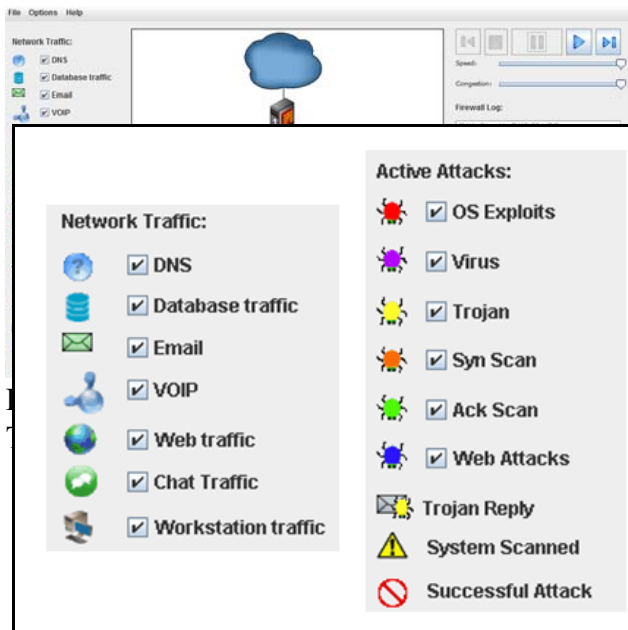 File Options Help
Network Traffic:
DNS
Database traffic
Email
VOIP
Speed:
Congestion:
Firewall Log:
Network Traffic:
DNS
Database traffic
Email
VOIP
Web traffic
Chat Traffic
Workstation traffic
Active Attacks:
OS Exploits
Virus
Trojan
Syn Scan
Ack Scan
Web Attacks
Trojan Reply
System Scanned
Successful Attack